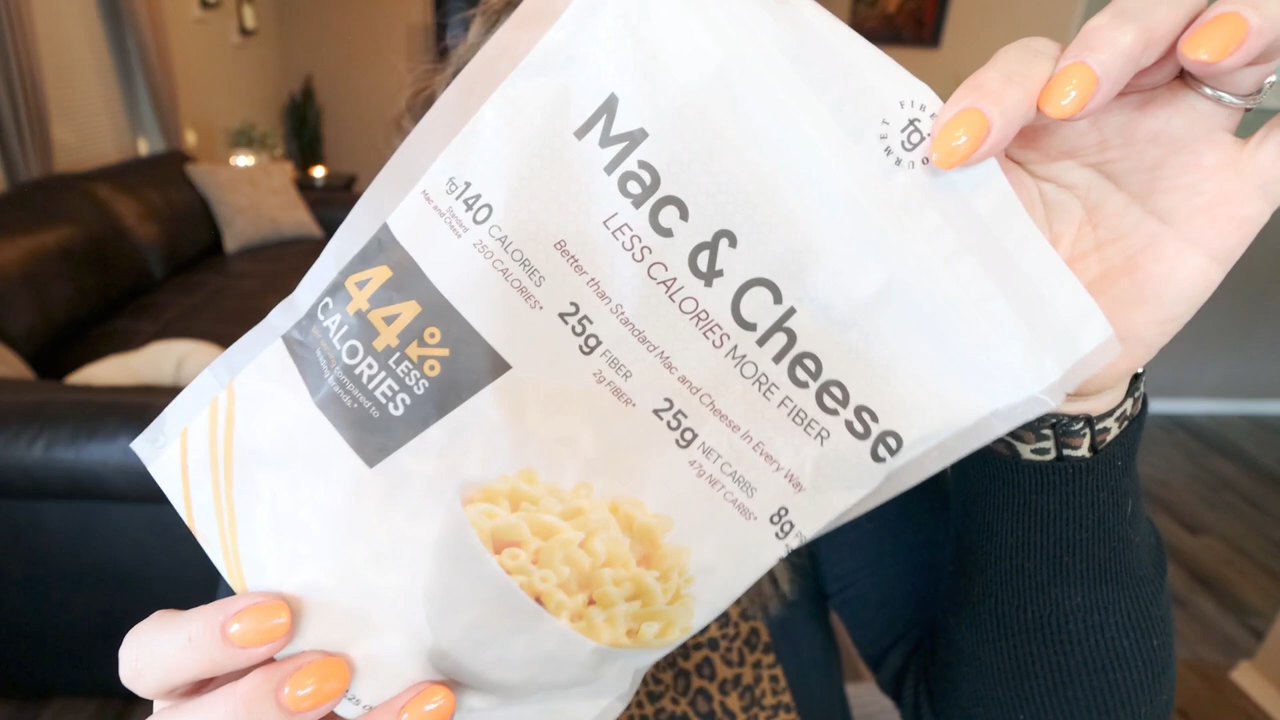 Mac & Cheese
LESS CALORIES MORE FIBER
Better than Standard Mac and Cheese In Every Way
fg 140 CALORIES
Standard
Mac and Cheese
250 CALORIES*
25g FIBER
2g FIBER*
25g NET CARBS
47g NET CARBS*
8g
44%
LESS
CALORIES
compared to
leading brands.*
fg